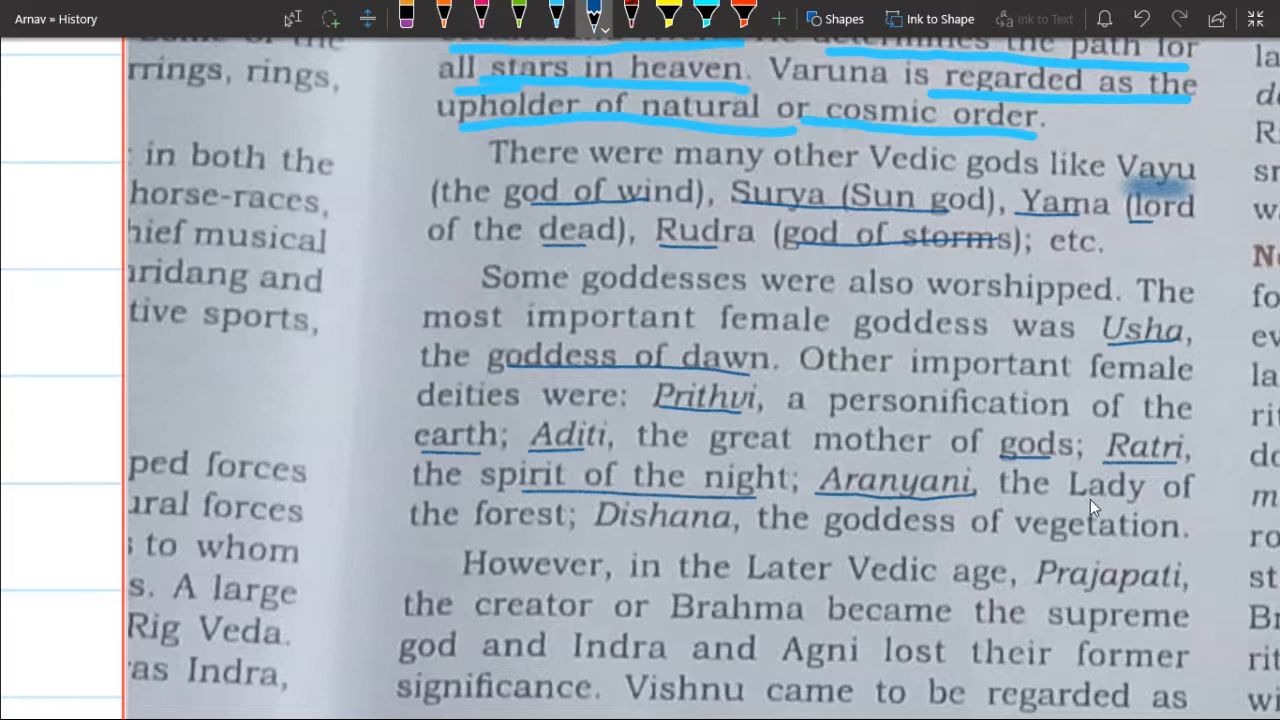 Arnav » History
Shapes
Ink to Shape
Ink to Text
rrings, rings,
in both the
horse-races,
hief musical
aridang and
tive sports,
ped forces
ural forces
s to whom
s. A large
Rig Veda.
as Indra,
determines the path for
all stars in heaven. Varuna is regarded as the
upholder of natural or cosmic order.
There were many other Vedic gods like Vayu
(the god of wind), Surya (Sun god), Yama (lord
of the dead), Rudra (god of storms); etc.
Some goddesses were also worshipped. The
most important female goddess was Usha,
the goddess of dawn. Other important female
deities were: Prithvi, a personification of the
earth; Aditi, the great mother of gods; Ratri,
the spirit of the night; Aranyani, the Lady of
the forest; Dishana, the goddess of vegetation.
However, in the Later Vedic age, Prajapati,
the creator or Brahma became the supreme
god and Indra and Agni lost their former
significance. Vishnu came to be regarded as